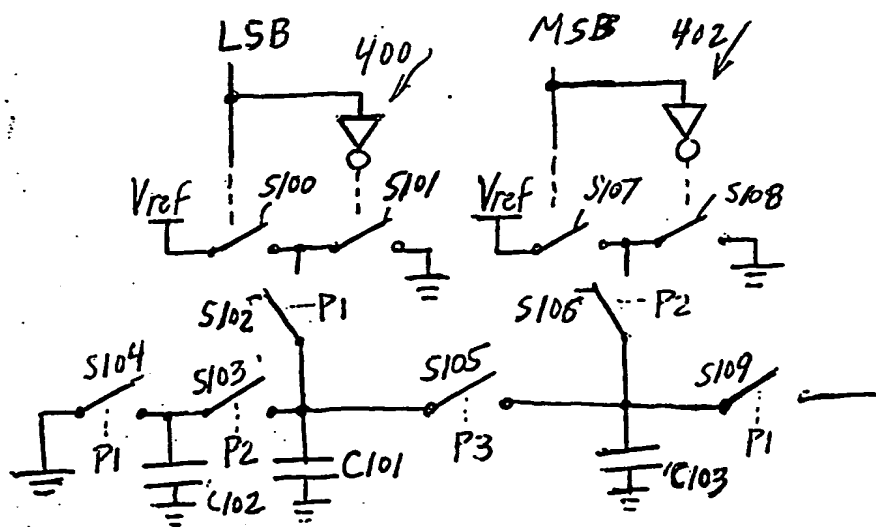 LSB
400
MSB
402
Vref
S100
S101
Vref
S107
S108
S102
P1
S106
P2
S104
S103
S105
S109
P1
P2
P3
P1
C102
C101
C103